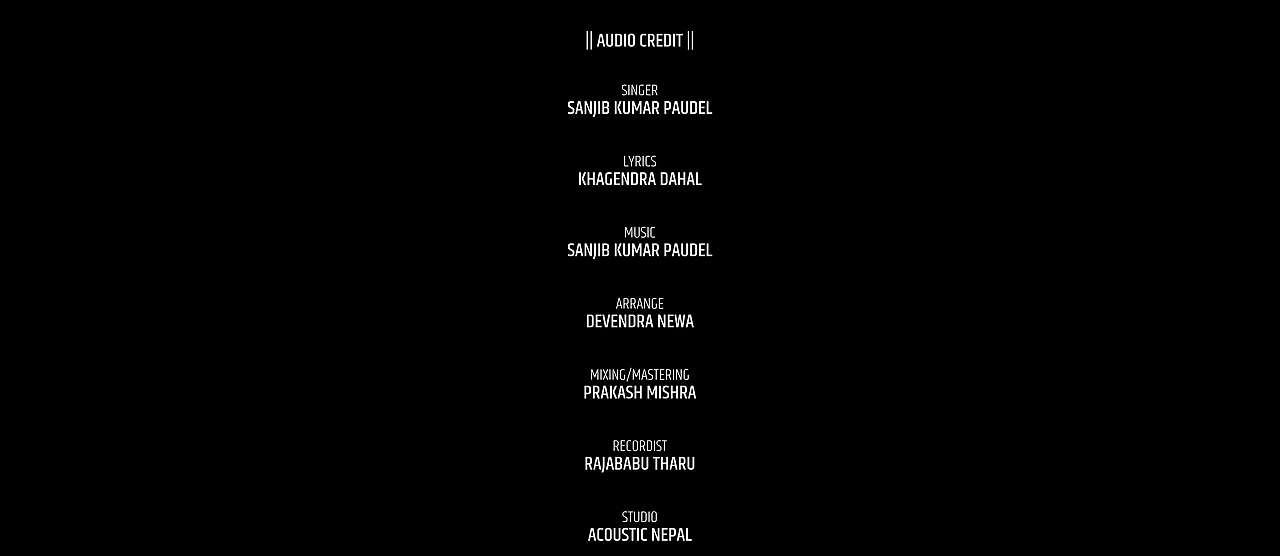 || AUDIO CREDIT ||
SINGER
SANJIB KUMAR PAUDEL
LYRICS
KHAGENDRA DAHAL
MUSIC
SANJIB KUMAR PAUDEL
ARRANGE
DEVENDRA NEWA
MIXING/MASTERING
PRAKASH MISHRA
RECORDIST
RAJABABU THARU
STUDIO
ACOUSTIC NEPAL